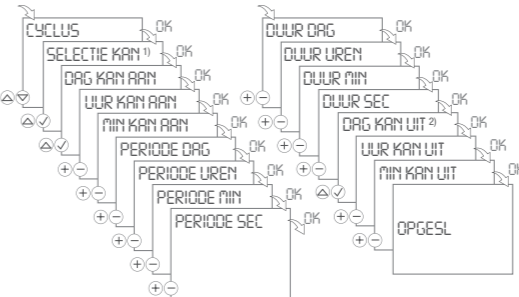 CYCLUS OK
SELECTIE KAN 1) OK
DAG KAN AAN OK
UUR KAN AAN OK
MIN KAN AAN OK
PERIODE DAG OK
PERIODE UREN OK
PERIODE MIN OK
PERIODE SEC OK
DUUR DAG OK
DUUR UREN OK
DUUR MIN OK
DUUR SEC OK
DAG KAN UIT 2) OK
UUR KAN UIT OK
MIN KAN UIT OK
OPGESL